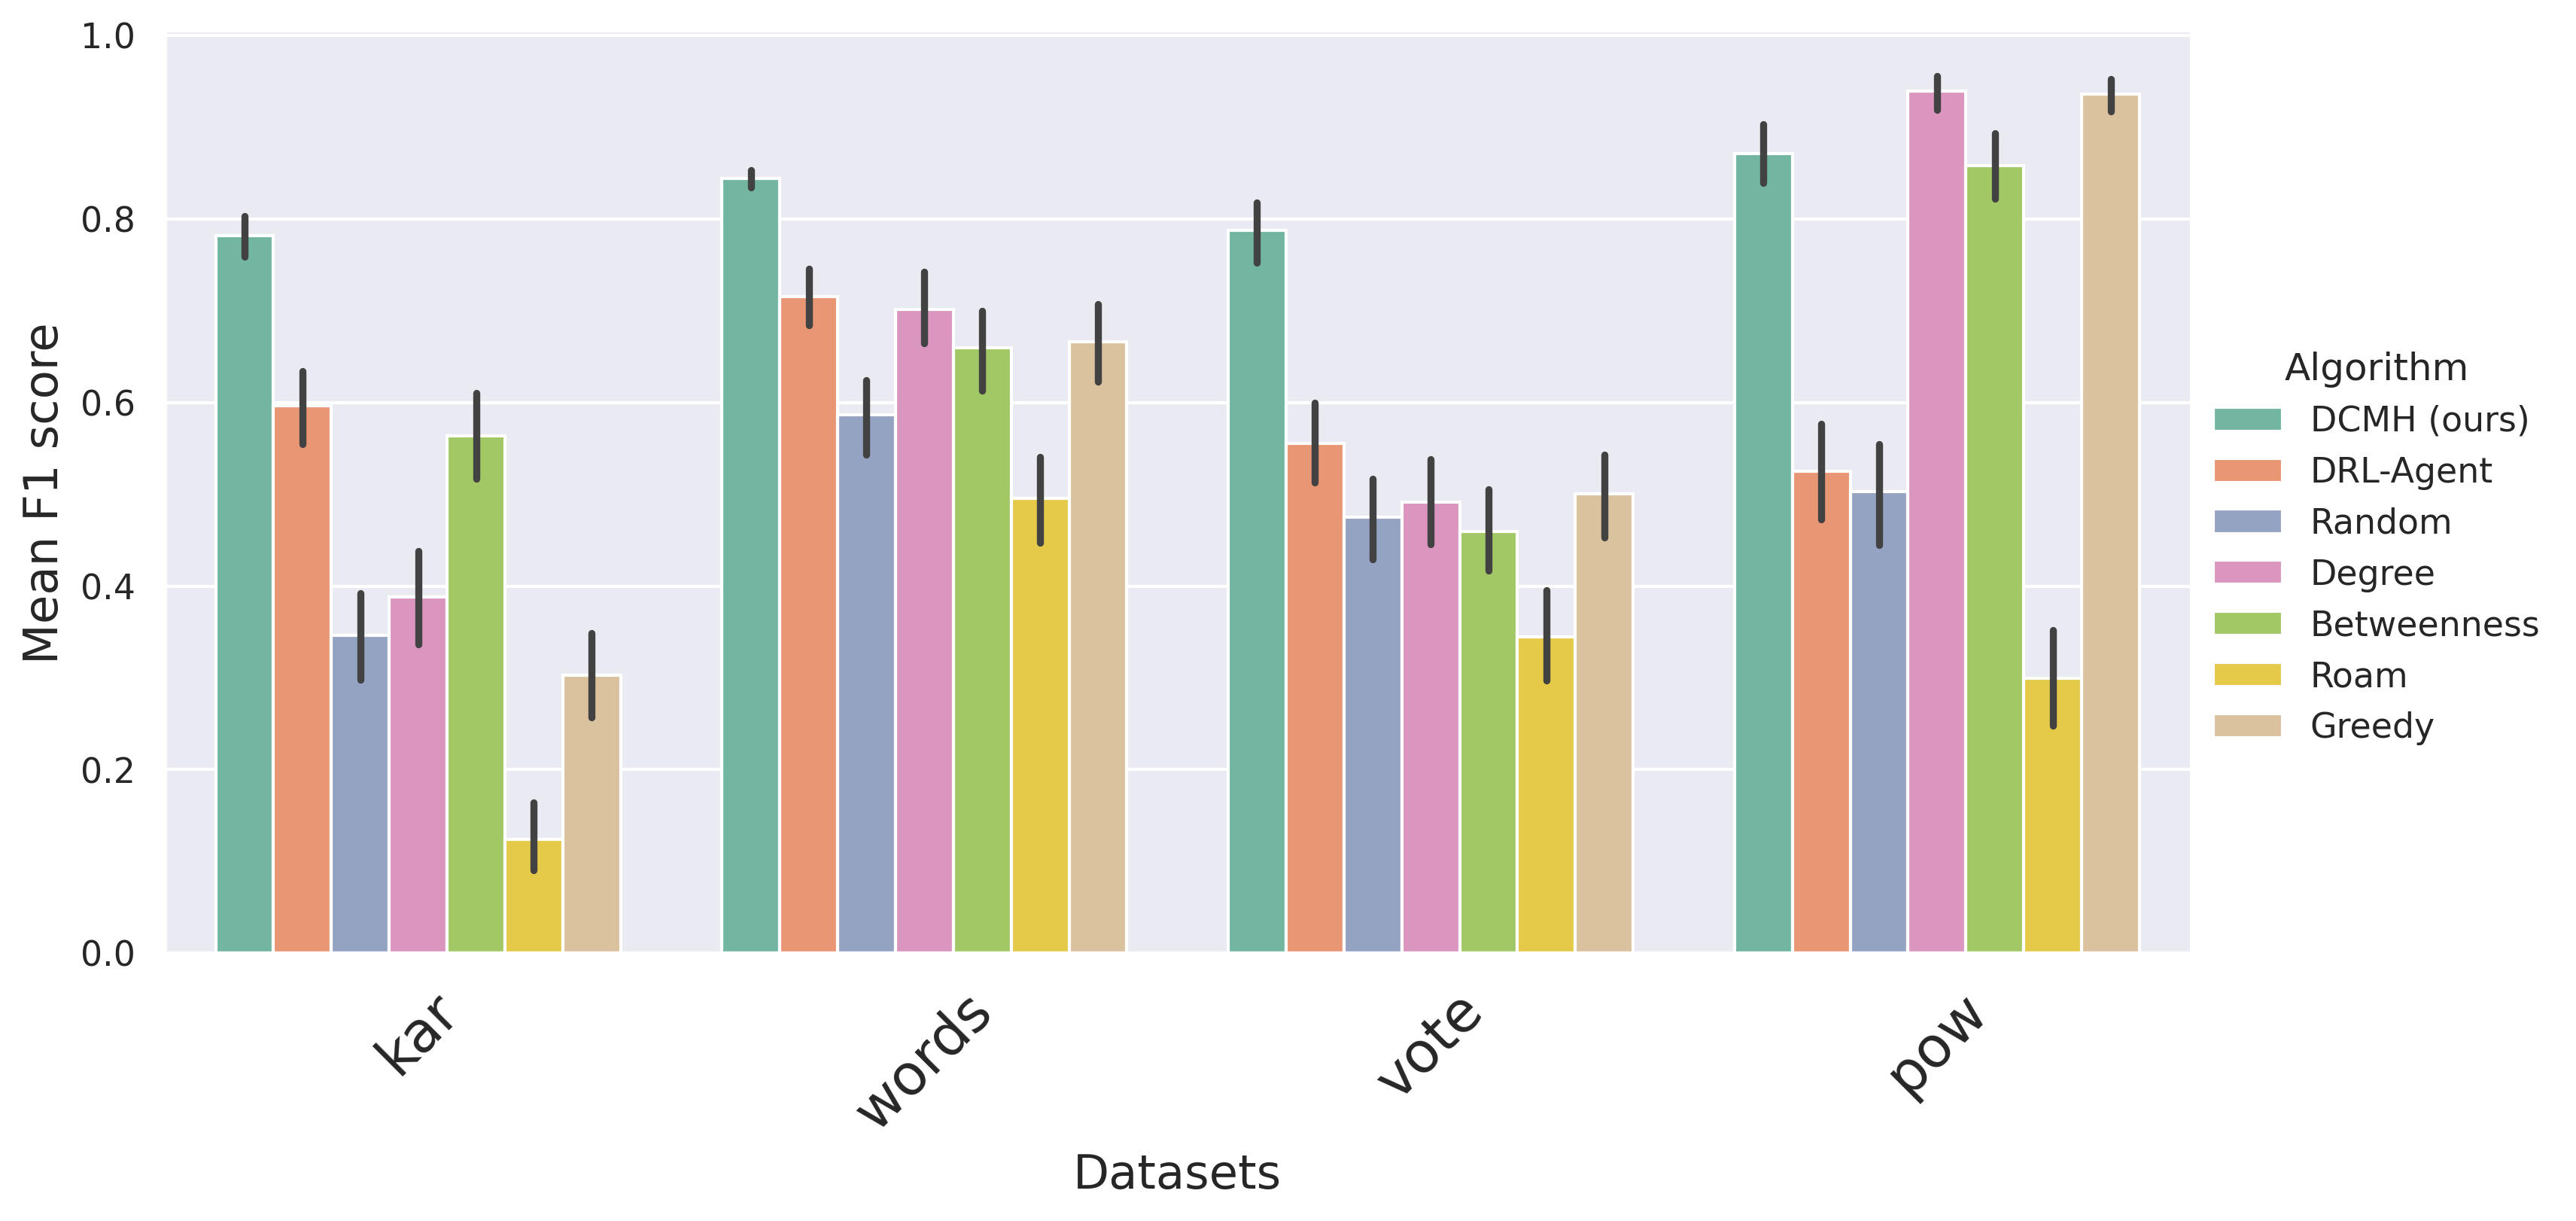 Mean F1 score
1.0
0.8
0.6
0.4
0.2
0.0
kar
words
vote
pow
Datasets
Algorithm
DCMH (ours)
DRL-Agent
Random
Degree
Betweenness
Roam
Greedy